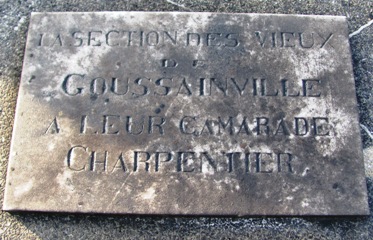 LA SECTION DES VIEUX
DE
GOUSSAINVILLE
A LEUR CAMARADE
CHARPENTIER